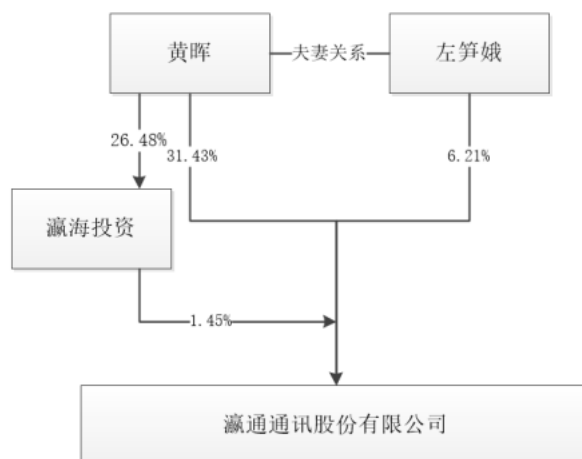 黄晖
夫妻关系
左笋娥
26.48%
31.43%
6.21%
瀛海投资
1.45%
瀛通通讯股份有限公司